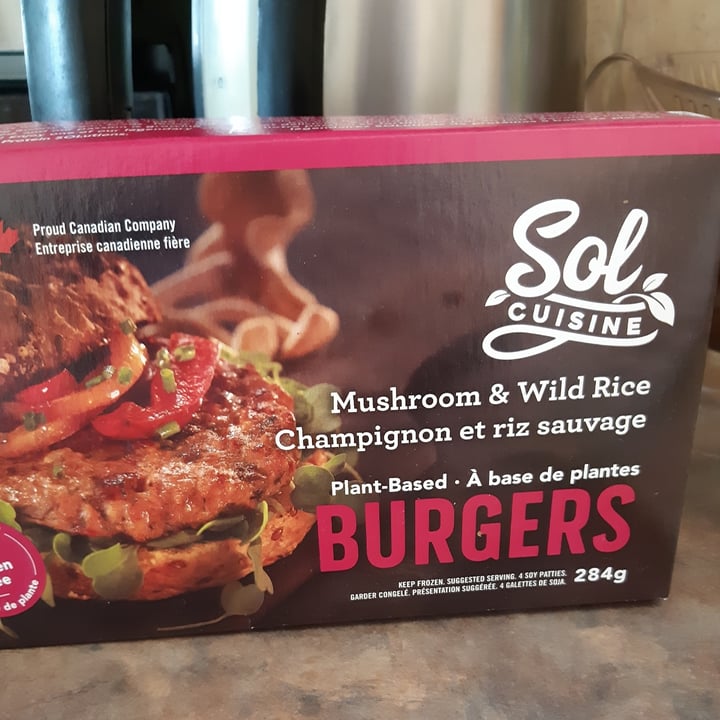 Proud Canadian Company
Entreprise canadienne fière
Sol
CUISINE
Mushroom & Wild Rice
Champignon et riz sauvage
Plant-Based · À base de plantes
BURGERS
KEEP FROZEN. SUGGESTED SERVING. 4 SOY PATTIES.
GARDER CONGELÉ. PRÉSENTATION SUGGÉRÉE. 4 GALETTES DE SOJA.
284g
de plante